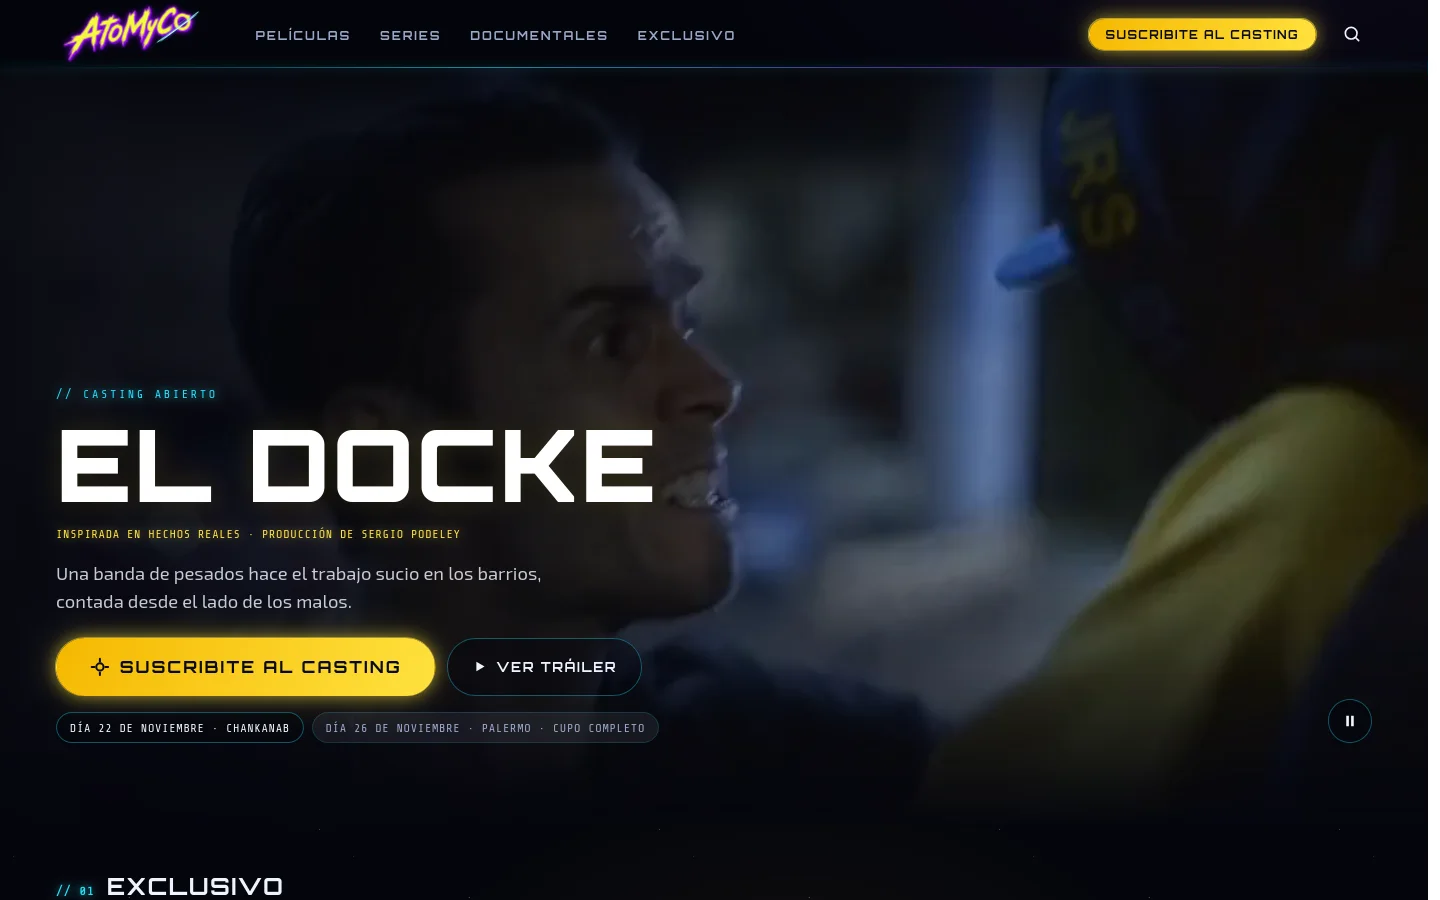 AToMyCo
PELÍCULAS SERIES DOCUMENTALES EXCLUSIVO
SUSCRIBITE AL CASTING
JRS
// CASTING ABIERTO
EL DOCKE
INSPIRADA EN HECHOS REALES · PRODUCCIÓN DE SERGIO PODELEY
Una banda de pesados hace el trabajo sucio en los barrios,
contada desde el lado de los malos.
SUSCRIBITE AL CASTING
VER TRÁILER
DÍA 22 DE NOVIEMBRE · CHANKANAB
DÍA 26 DE NOVIEMBRE · PALERMO · CUPO COMPLETO
// 01 EXCLUSIVO